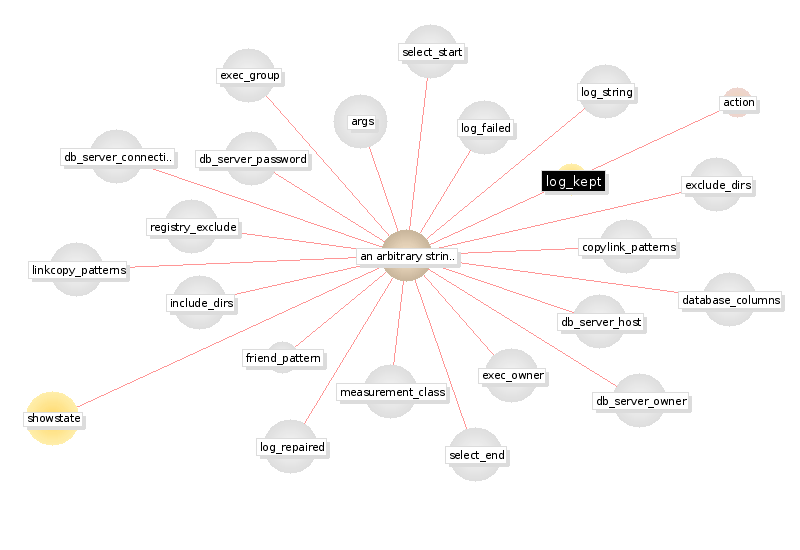 select_start
exec_group
log_string
action
args
log_failed
db_server_connecti..
db_server_password
log_kept
exclude_dirs
registry_exclude
copylink_patterns
an arbitrary strin..
linkcopy_patterns
include_dirs
database_columns
db_server_host
friend_pattern
exec_owner
measurement_class
db_server_owner
showstate
log_repaired
select_end